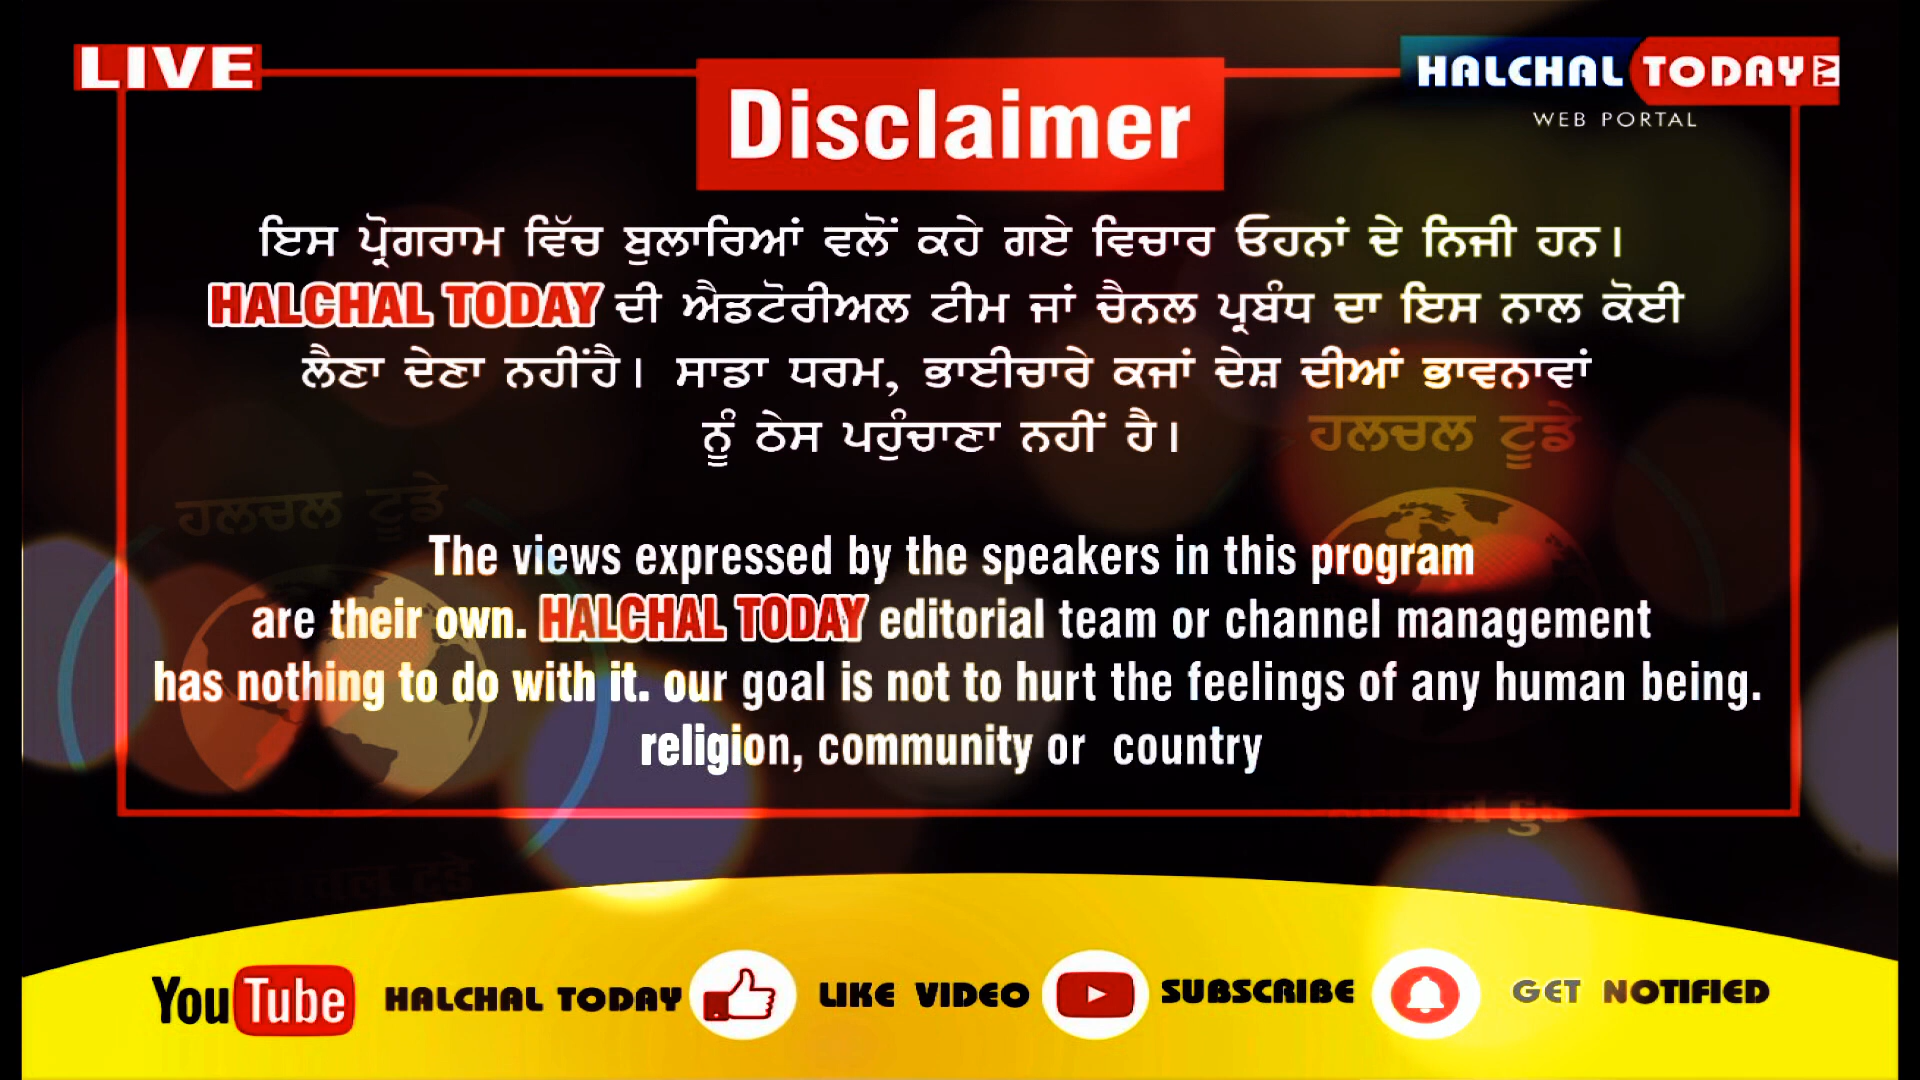 LIVE
HALCHAL TODAY TV
WEB PORTAL
Disclaimer
ਇਸ ਪ੍ਰੋਗਰਾਮ ਵਿੱਚ ਬੁਲਾਰਿਆਂ ਵਲੋਂ ਕਹੇ ਗਏ ਵਿਚਾਰ ਓਹਨਾਂ ਦੇ ਨਿਜੀ ਹਨ।
HALCHAL TODAY ਦੀ ਐਡਟੋਰੀਅਲ ਟੀਮ ਜਾਂ ਚੈਨਲ ਪ੍ਰਬੰਧ ਦਾ ਇਸ ਨਾਲ ਕੋਈ
ਲੈਣਾ ਦੇਣਾ ਨਹੀਂਹੈ। ਸਾਡਾ ਧਰਮ, ਭਾਈਚਾਰੇ ਕਜਾਂ ਦੇਸ਼ ਦੀਆਂ ਭਾਵਨਾਵਾਂ
ਨੂੰ ਠੇਸ ਪਹੁੰਚਾਣਾ ਨਹੀਂ ਹੈ।
ਹਲਚਲ ਟੂਡੇ
ਹਲਚਲ ਟੂਡੇ
The views expressed by the speakers in this program
are their own. HALCHAL TODAY editorial team or channel management
has nothing to do with it. our goal is not to hurt the feelings of any human being.
religion, community or country
YouTube HALCHAL TODAY LIKE VIDEO SUBSCRIBE GET NOTIFIED